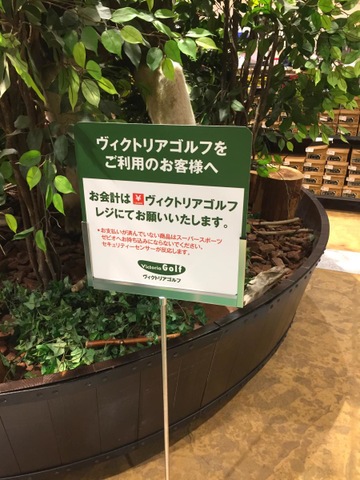 ヴィクトリアゴルフを
ご利用のお客様へ
お会計は ¥ ヴィクトリアゴルフ
レジにてお願いいたします。
*お支払いが済んでいない商品はスーパースポーツ
ゼビオへお持ち込みにならないでください。
セキュリティーセンサーが反応します。
Victoria Golf
ヴィクトリアゴルフ